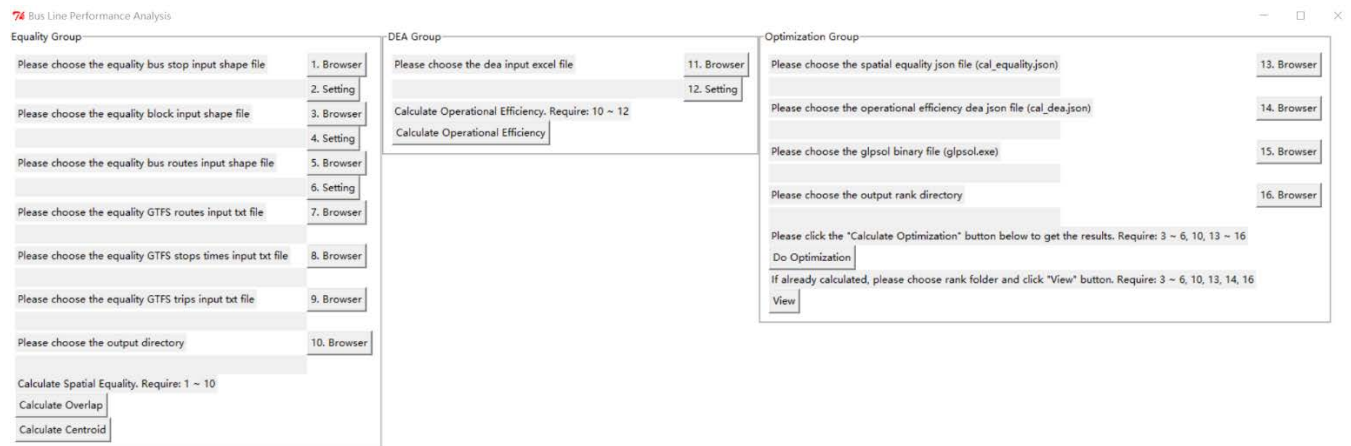 Bus Line Performance Analysis
Equality Group
Please choose the equality bus stop input shape file
1. Browser
2. Setting
Please choose the equality block input shape file
3. Browser
4. Setting
Please choose the equality bus routes input shape file
5. Browser
6. Setting
Please choose the equality GTFS routes input txt file
7. Browser
Please choose the equality GTFS stops times input txt file
8. Browser
Please choose the equality GTFS trips input txt file
9. Browser
Please choose the output directory
10. Browser
Calculate Spatial Equality. Require: 1 ~ 10
Calculate Overlap
Calculate Centroid
DEA Group
Please choose the dea input excel file
11. Browser
12. Setting
Calculate Operational Efficiency. Require: 10 ~ 12
Calculate Operational Efficiency
Optimization Group
Please choose the spatial equality json file (cal_equality.json)
13. Browser
Please choose the operational efficiency dea json file (cal_dea.json)
14. Browser
Please choose the glpsol binary file (glpsol.exe)
15. Browser
Please choose the output rank directory
16. Browser
Please click the "Calculate Optimization" button below to get the results. Require: 3 ~ 6, 10, 13 ~ 16
Do Optimization
If already calculated, please choose rank folder and click "View" button. Require: 3 ~ 6, 10, 13, 14, 16
View